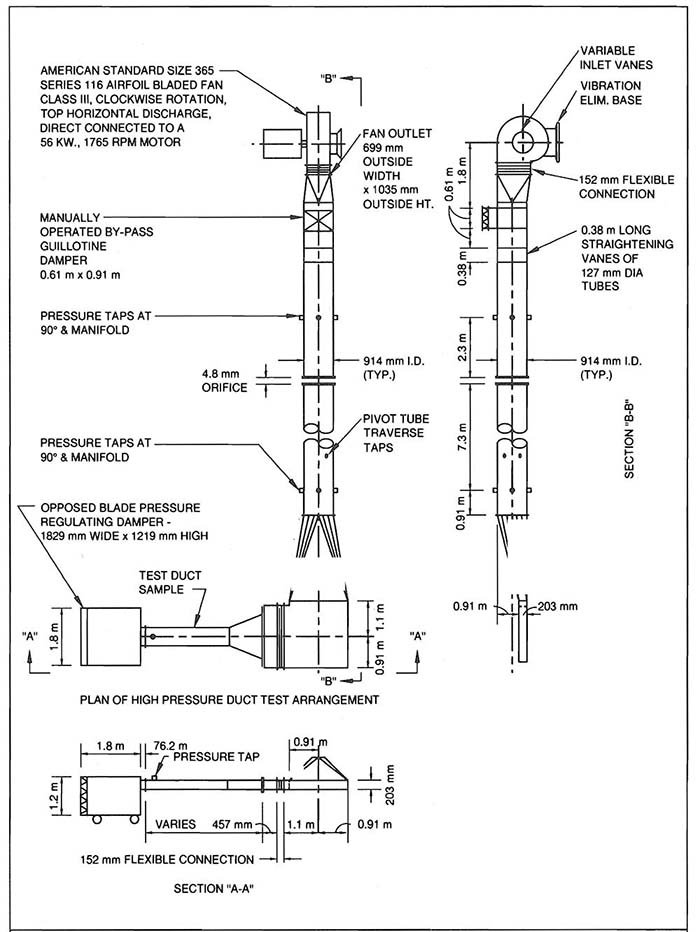 AMERICAN STANDARD SIZE 365
SERIES 116 AIRFOIL BLADED FAN
CLASS III, CLOCKWISE ROTATION,
TOP HORIZONTAL DISCHARGE,
DIRECT CONNECTED TO A
56 KW., 1765 RPM MOTOR
"B"
FAN OUTLET
699 mm
OUTSIDE
WIDTH
x 1035 mm
OUTSIDE HT.
VARIABLE
INLET VANES
VIBRATION
ELIM. BASE
1.8 m
0.61 m
152 mm FLEXIBLE
CONNECTION
MANUALLY
OPERATED BY-PASS
GUILLOTINE
DAMPER
0.61 m x 0.91 m
0.38 m
0.38 m LONG
STRAIGHTENING
VANES OF
127 mm DIA
TUBES
PRESSURE TAPS AT
90° & MANIFOLD
2.3 m
4.8 mm
ORIFICE
914 mm I.D.
(TYP.)
914 mm I.D.
(TYP.)
PIVOT TUBE
TRAVERSE
TAPS
7.3 m
SECTION "B-B"
PRESSURE TAPS AT
90° & MANIFOLD
0.91 m
OPPOSED BLADE PRESSURE
REGULATING DAMPER -
1829 mm WIDE x 1219 mm HIGH
TEST DUCT
SAMPLE
"A"
1.8 m
1.1 m
0.91 m
"A"
"B"
0.91 m
203 mm
PLAN OF HIGH PRESSURE DUCT TEST ARRANGEMENT
1.8 m
76.2 m
PRESSURE TAP
0.91 m
1.2 m
203 mm
VARIES
457 mm
1.1 m
0.91 m
152 mm FLEXIBLE CONNECTION
SECTION "A-A"